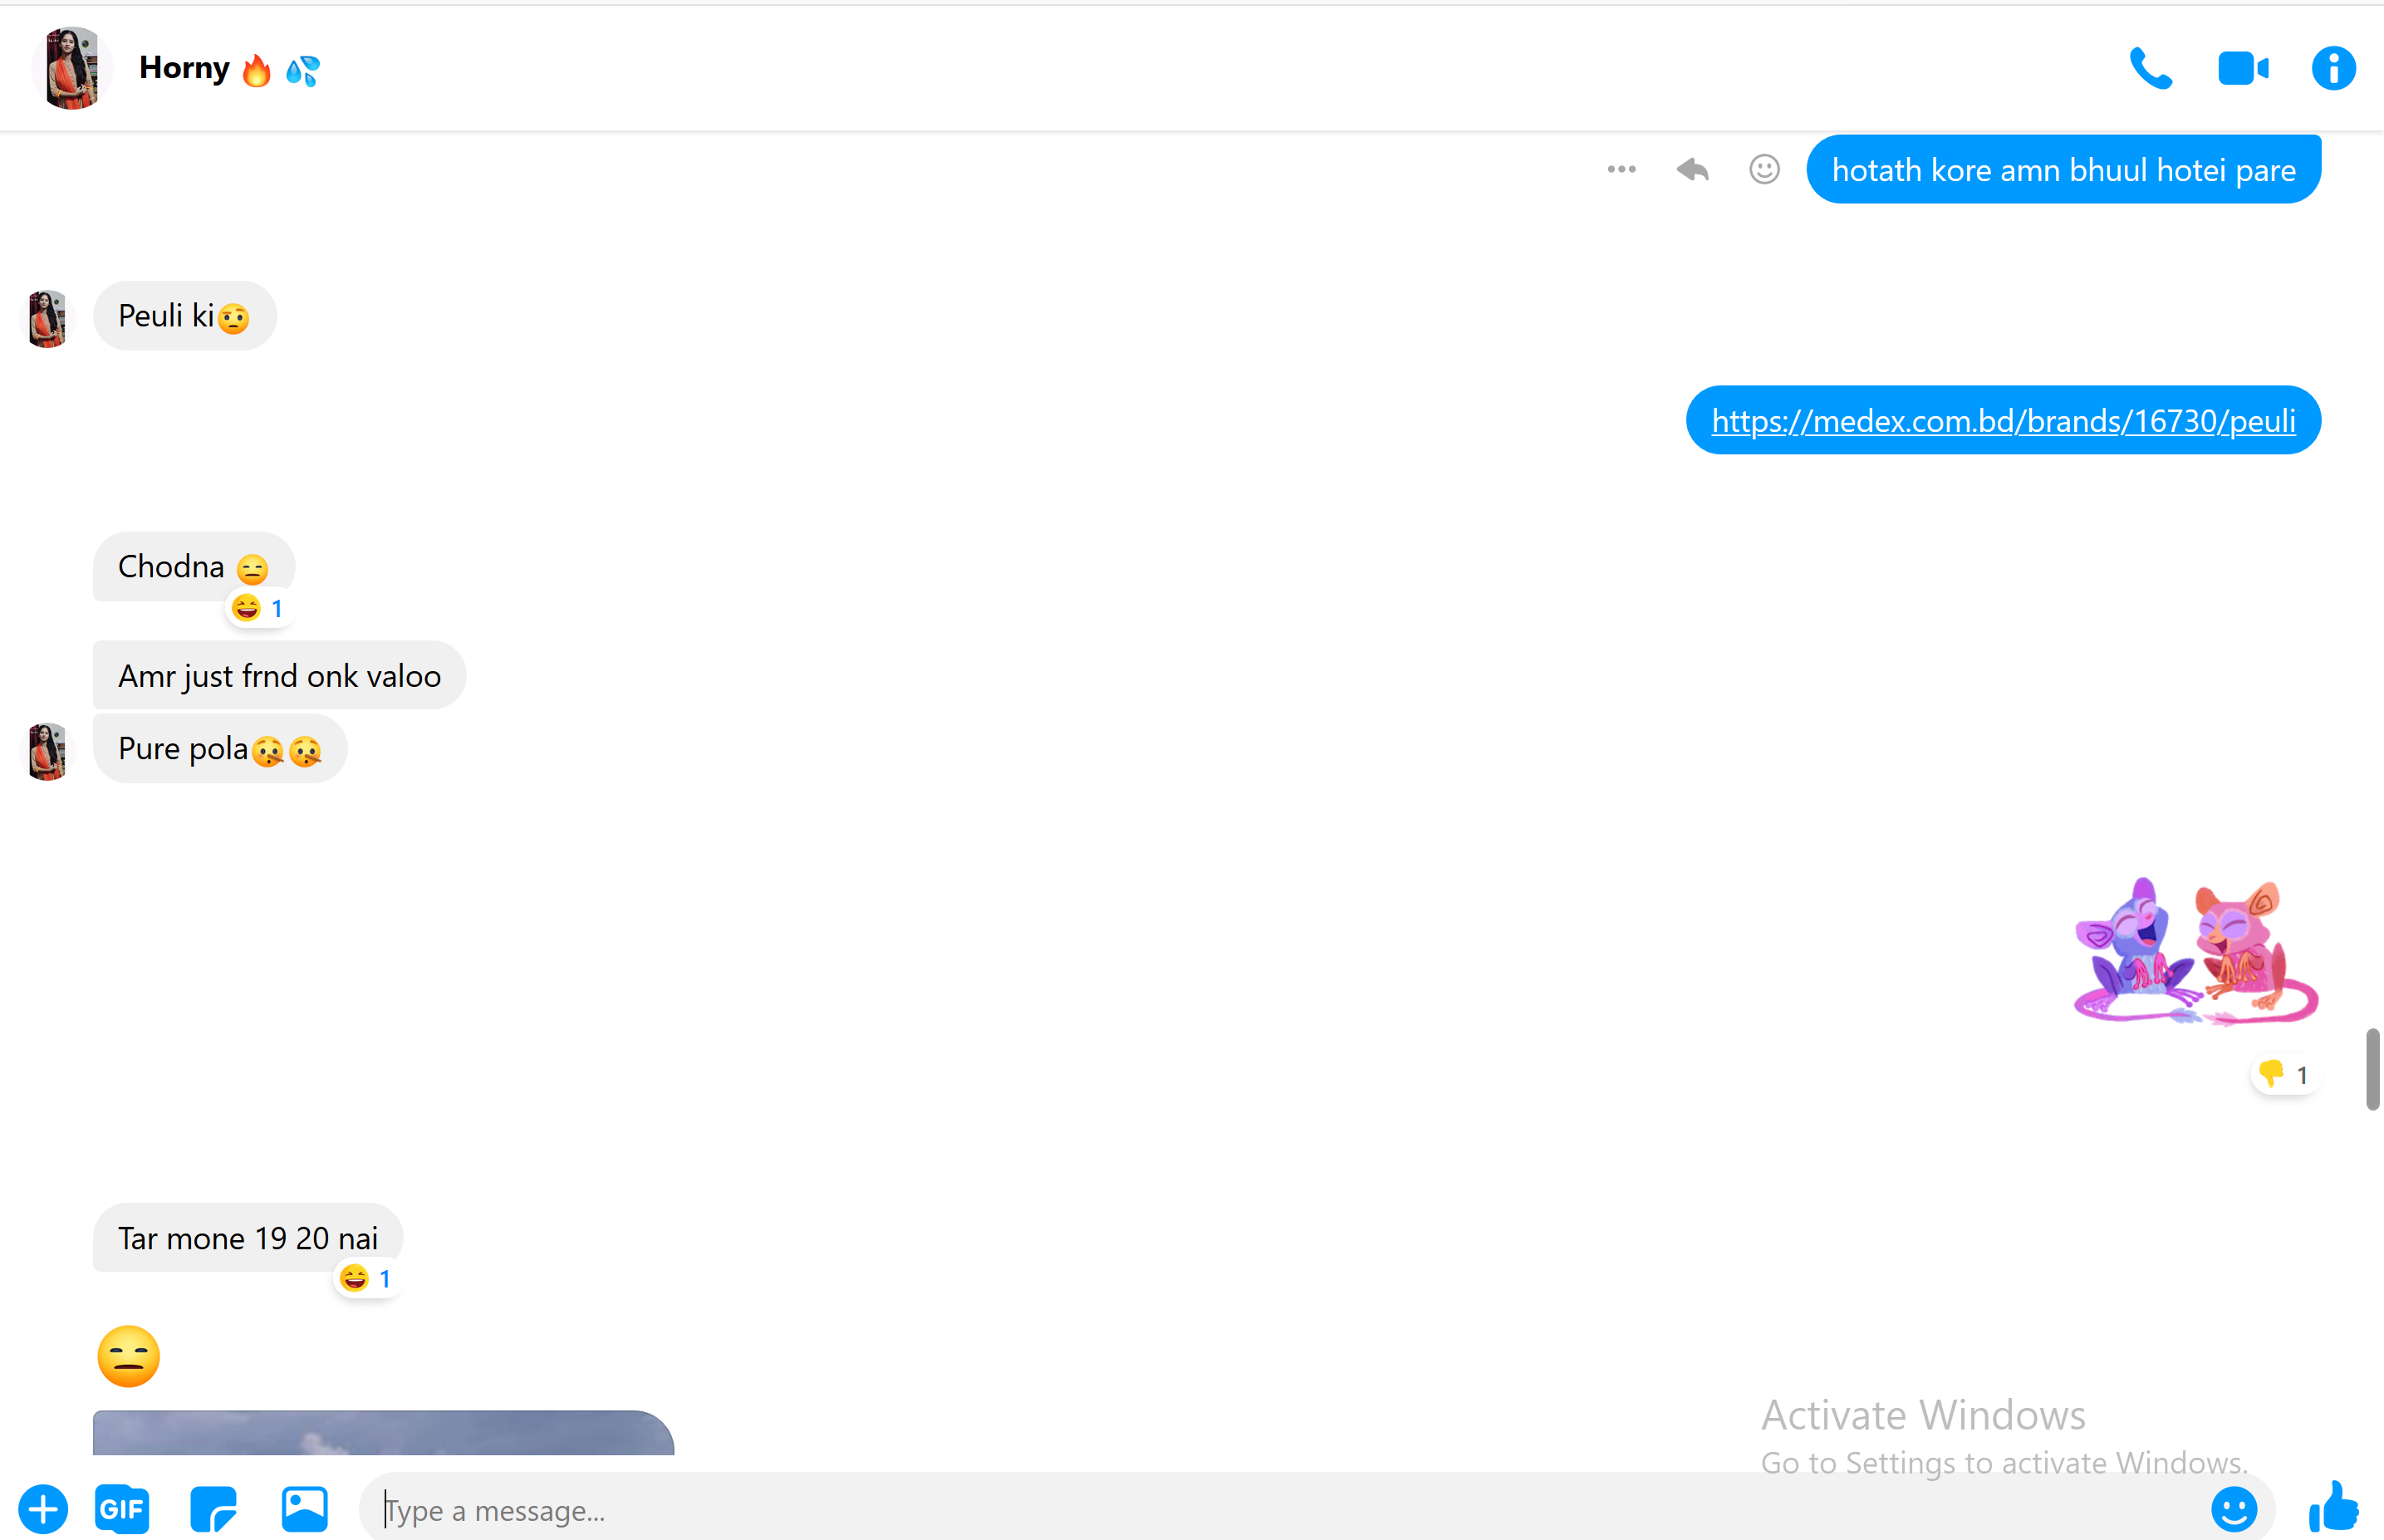 Horny 🔥 💦
hotath kore amn bhuul hotei pare
Peuli ki🤨
https://medex.com.bd/brands/16730/peuli
Chodna 😑
😆 1
Amr just frnd onk valoo
Pure pola🫣🫣
👎 1
Tar mone 19 20 nai
😆 1
😑
Activate Windows
Go to Settings to activate Windows.
GIF
Type a message...